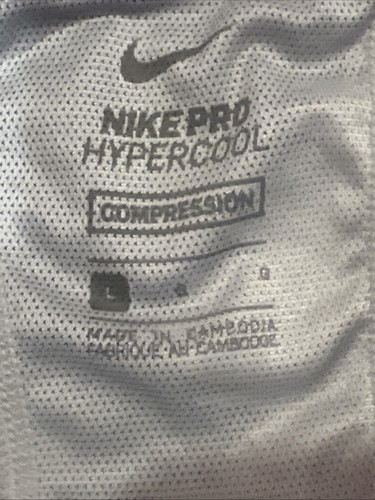 NIKE PRO
HYPERCOOL
COMPRESSION
L G G
MADE IN CAMBODIA
FABRIQUÉ AU CAMBODGE